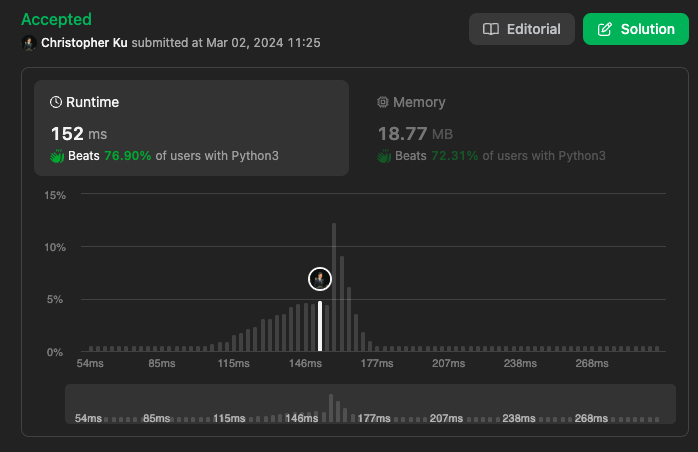 Accepted
Christopher Ku submitted at Mar 02, 2024 11:25
Editorial
Solution
Runtime
152 ms
Beats 76.90% of users with Python3
Memory
18.77 MB
Beats 72.31% of users with Python3
15%
10%
5%
0%
54ms 85ms 115ms 146ms 177ms 207ms 238ms 268ms
54ms 85ms 115ms 146ms 177ms 207ms 238ms 268ms